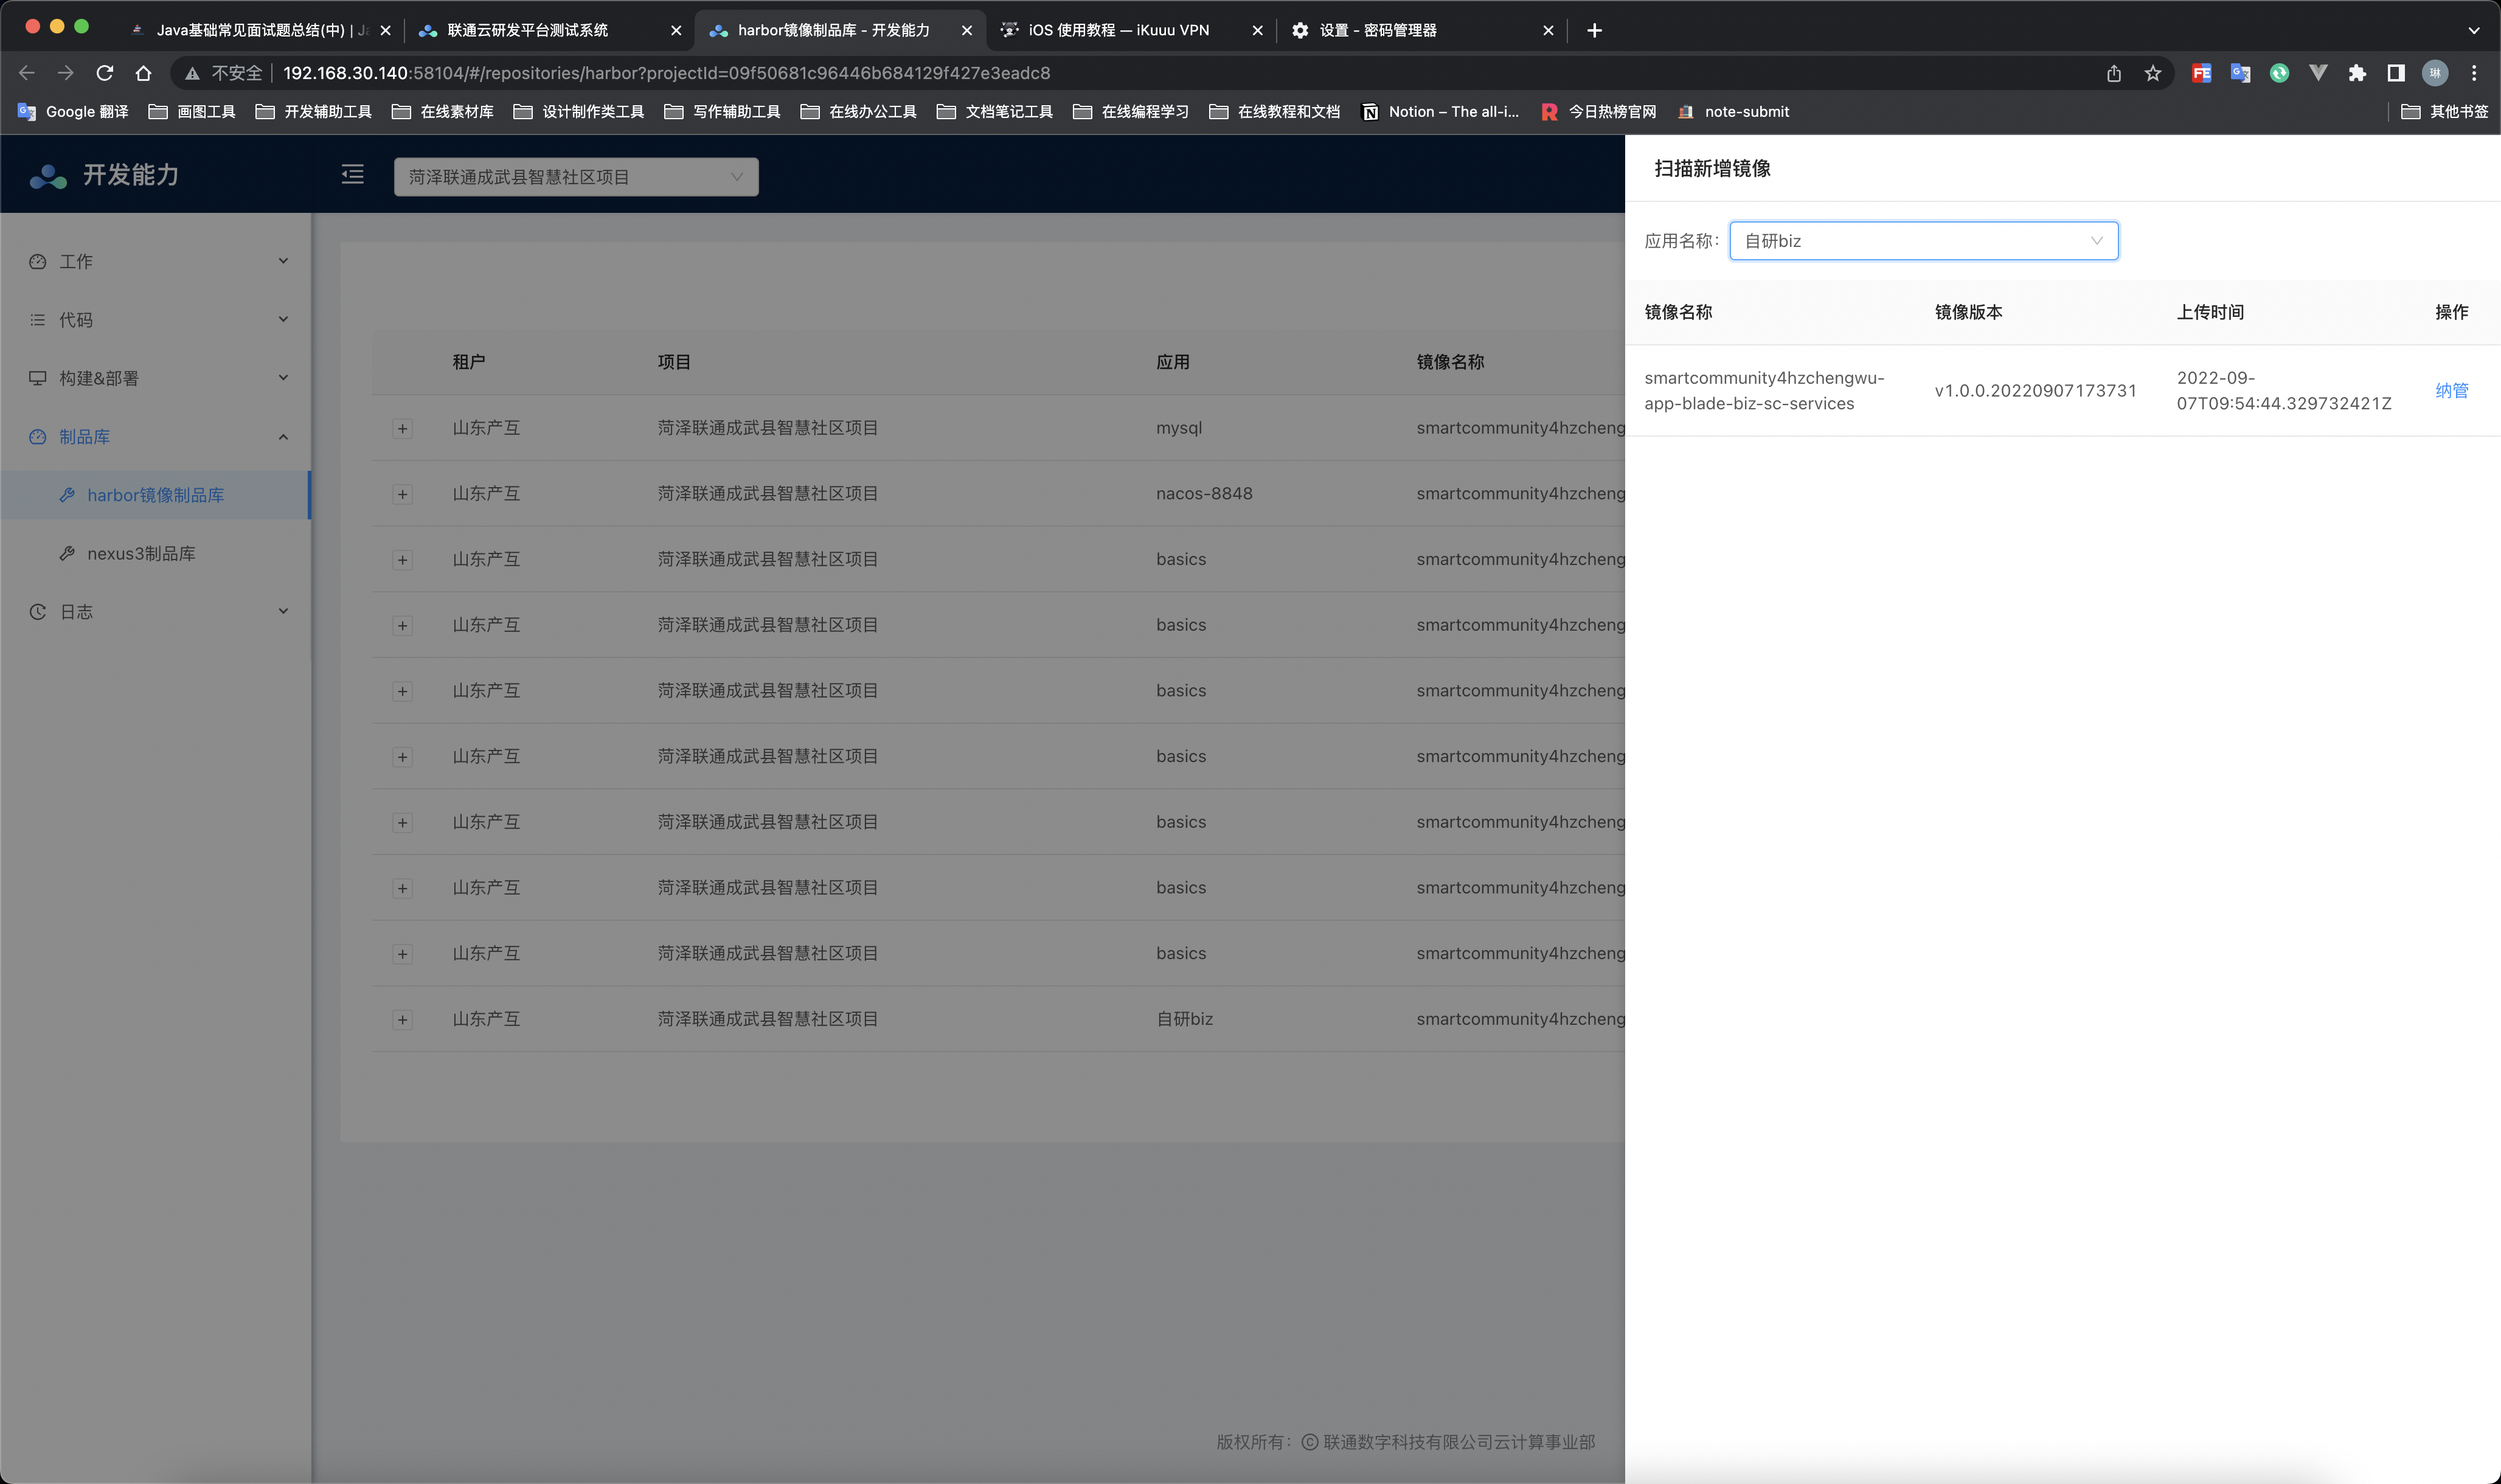 Java基础常见面试题总结(中) | Ja
联通云研发平台测试系统
harbor镜像制品库 - 开发能力
iOS 使用教程 — iKuuu VPN
设置 - 密码管理器
不安全
192.168.30.140:58104/#/repositories/harbor?projectId=09f50681c96446b684129f427e3eadc8
FE
琳
Google 翻译
画图工具
开发辅助工具
在线素材库
设计制作类工具
写作辅助工具
在线办公工具
文档笔记工具
在线编程学习
在线教程和文档
Notion – The all-i...
今日热榜官网
note-submit
其他书签
开发能力
菏泽联通成武县智慧社区项目
工作
代码
构建&部署
制品库
harbor镜像制品库
nexus3制品库
日志
租户 项目 应用 镜像名称
山东产互 菏泽联通成武县智慧社区项目 mysql smartcommunity4hzcheng
山东产互 菏泽联通成武县智慧社区项目 nacos-8848 smartcommunity4hzcheng
山东产互 菏泽联通成武县智慧社区项目 basics smartcommunity4hzcheng
山东产互 菏泽联通成武县智慧社区项目 basics smartcommunity4hzcheng
山东产互 菏泽联通成武县智慧社区项目 basics smartcommunity4hzcheng
山东产互 菏泽联通成武县智慧社区项目 basics smartcommunity4hzcheng
山东产互 菏泽联通成武县智慧社区项目 basics smartcommunity4hzcheng
山东产互 菏泽联通成武县智慧社区项目 basics smartcommunity4hzcheng
山东产互 菏泽联通成武县智慧社区项目 basics smartcommunity4hzcheng
山东产互 菏泽联通成武县智慧社区项目 自研biz smartcommunity4hzcheng
版权所有：© 联通数字科技有限公司云计算事业部
扫描新增镜像
应用名称： 自研biz
镜像名称 镜像版本 上传时间 操作
smartcommunity4hzchengwu-
app-blade-biz-sc-services
v1.0.0.20220907173731
2022-09-
07T09:54:44.329732421Z
纳管